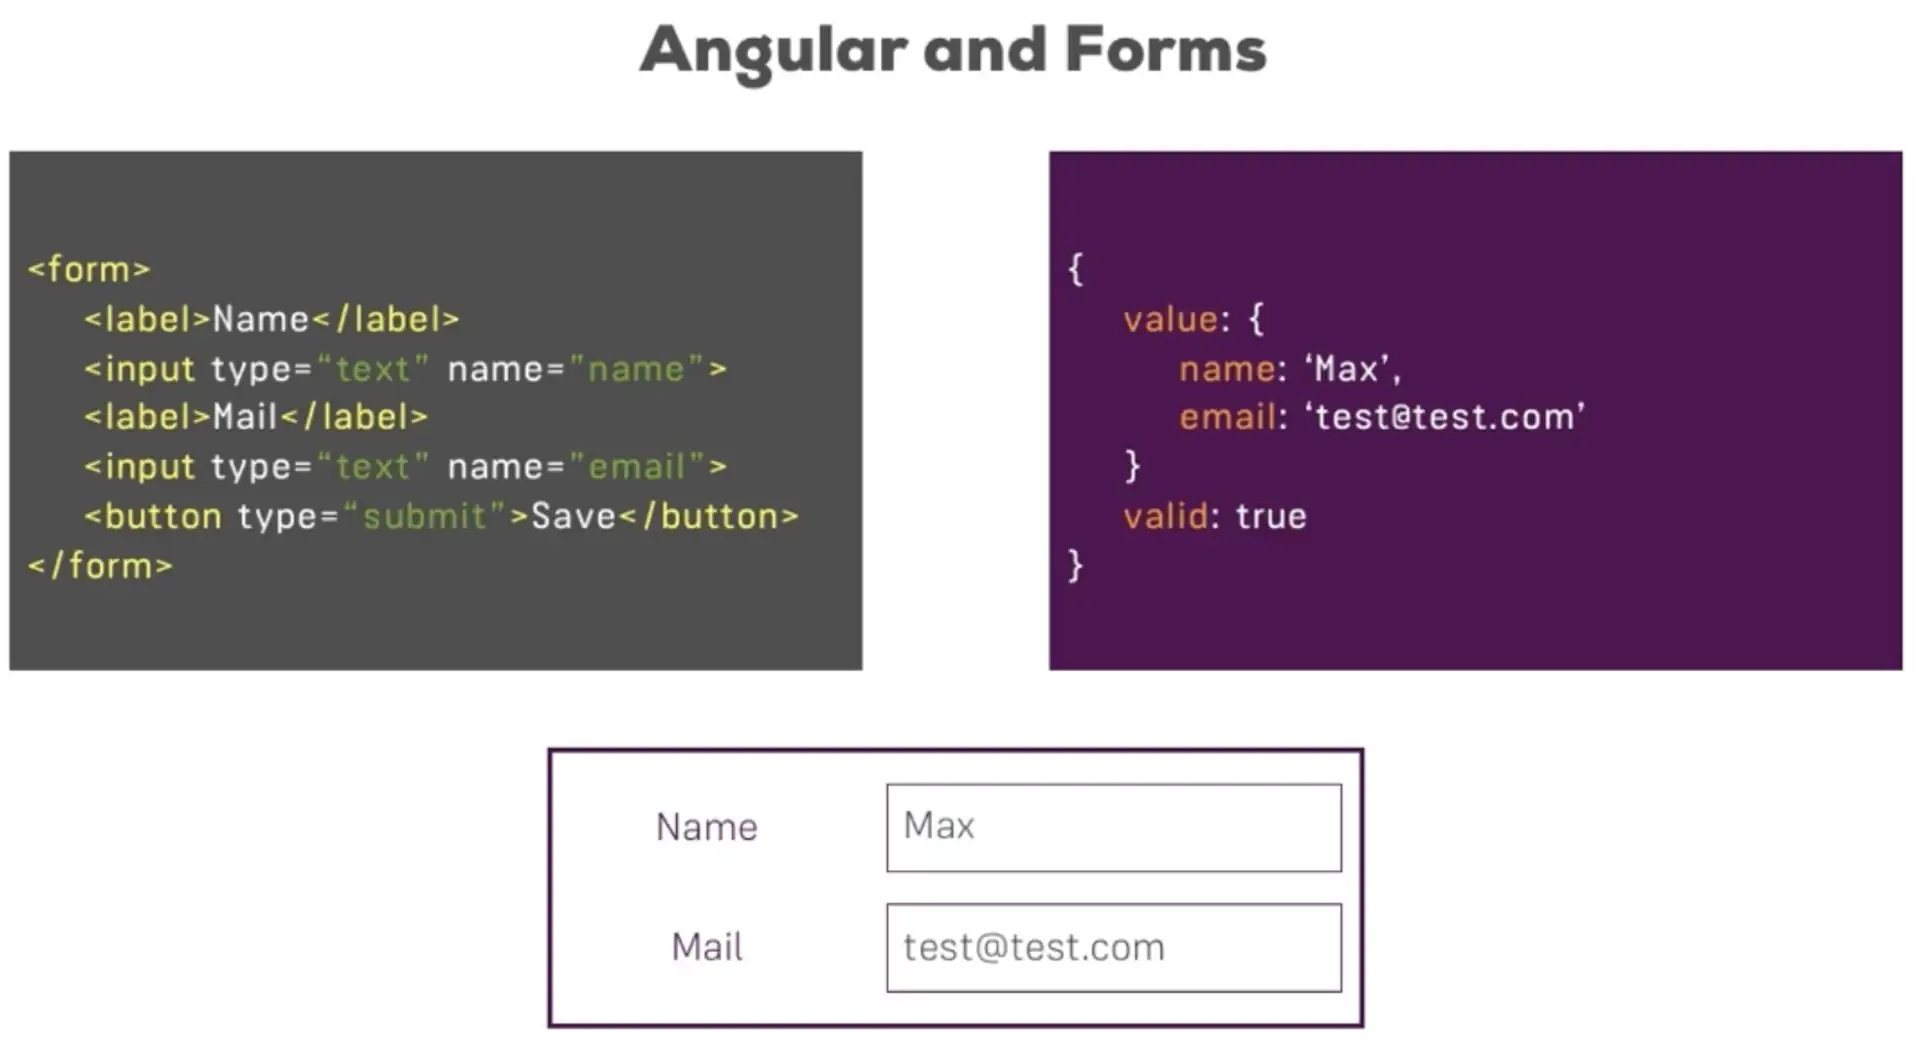 Angular and Forms
<form>
<label>Name</label>
<input type=“text” name=”name”>
<label>Mail</label>
<input type=“text” name=”email”>
<button type=“submit”>Save</button>
</form>
{
value: {
name: ‘Max’,
email: ‘test@test.com’
}
valid: true
}
Name Max
Mail test@test.com